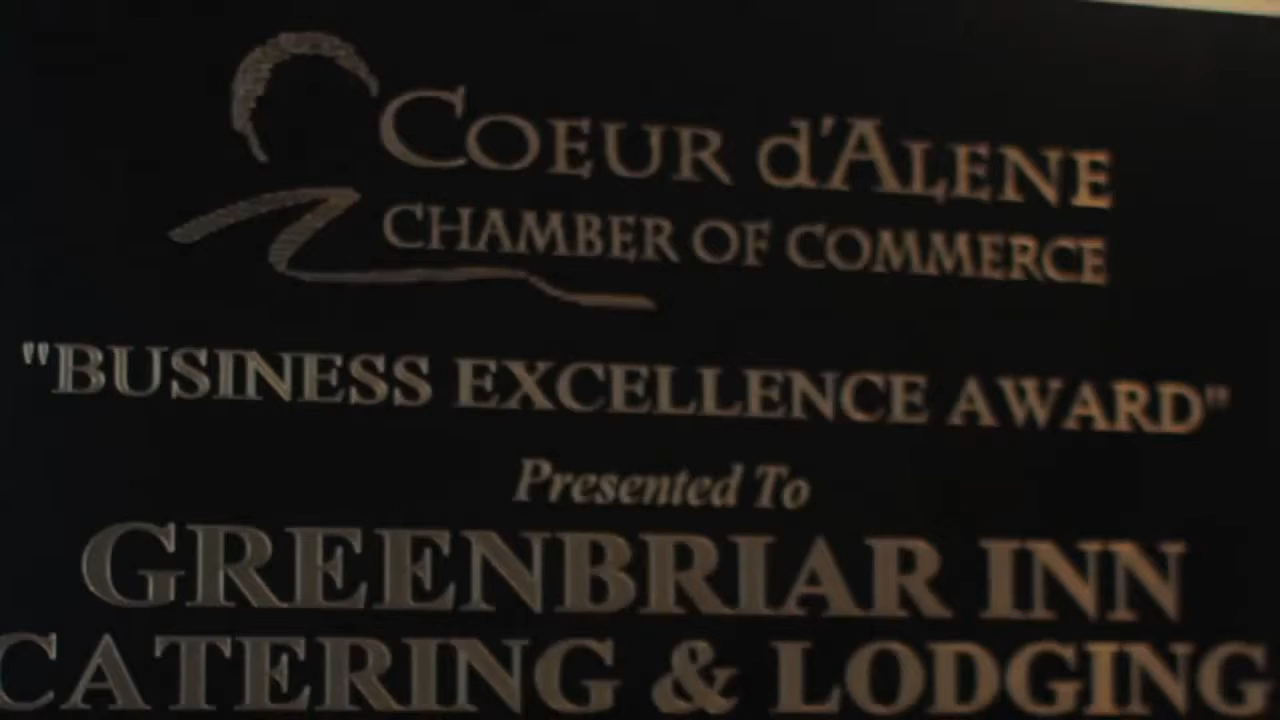 COEUR d'ALENE
CHAMBER OF COMMERCE
"BUSINESS EXCELLENCE AWARD"
Presented To
GREENBRIAR INN
CATERING & LODGING